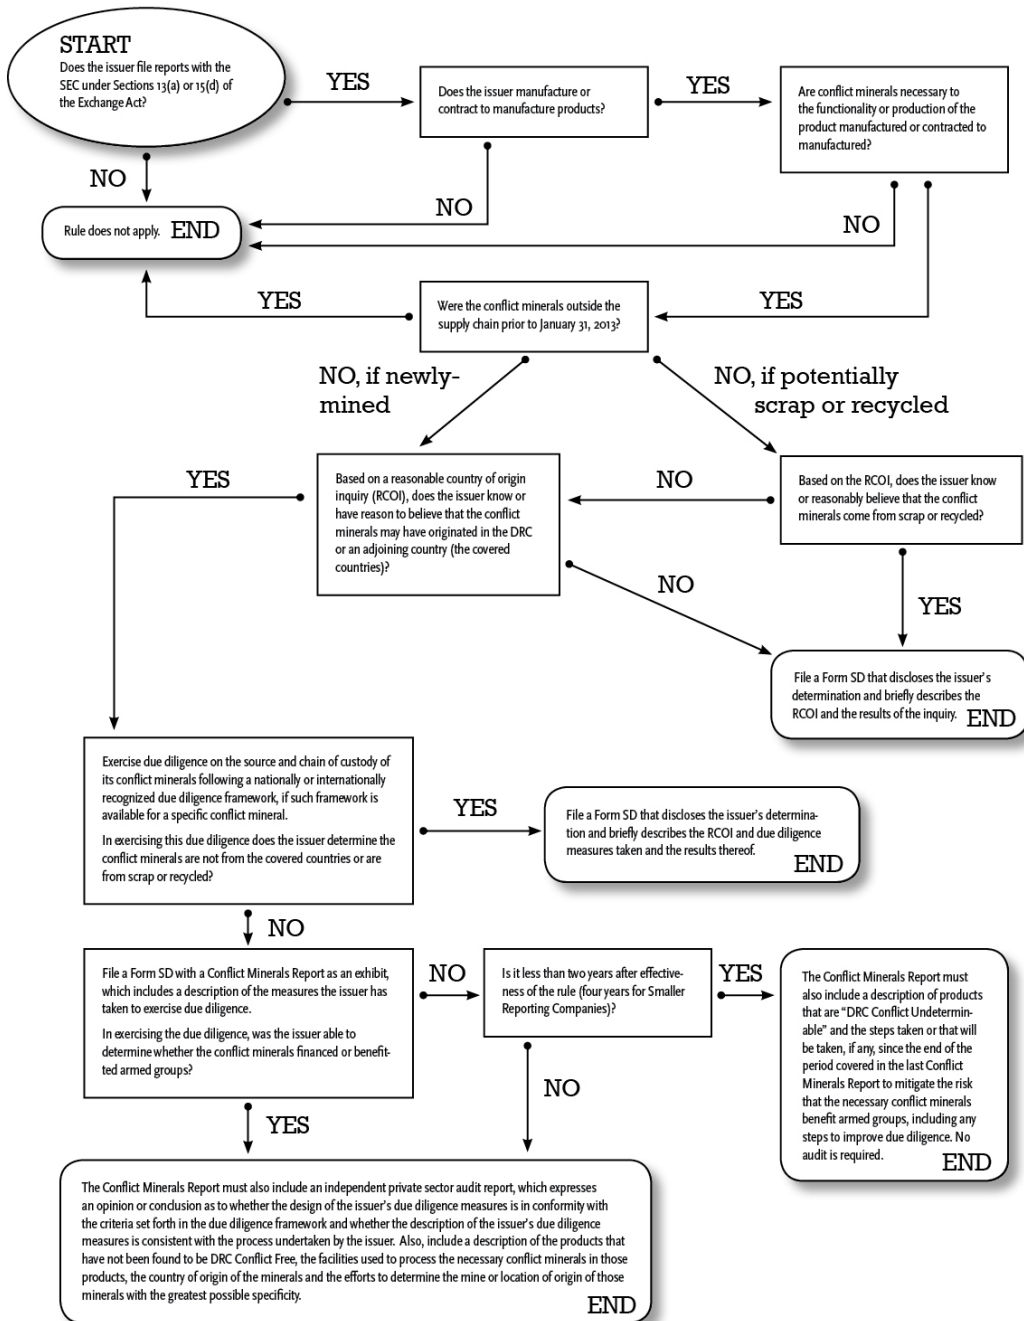 START
Does the issuer file reports with the
SEC under Sections 13(a) or 15(d) of
the Exchange Act?
YES
Does the issuer manufacture or
contract to manufacture products?
YES
Are conflict minerals necessary to
the functionality or production of the
product manufactured or contracted to
manufactured?
NO
NO
NO
Rule does not apply. END
YES
Were the conflict minerals outside the
supply chain prior to January 31, 2013?
YES
NO, if newly-
mined
NO, if potentially
scrap or recycled
YES
Based on a reasonable country of origin
inquiry (RCOI), does the issuer know or
have reason to believe that the conflict
minerals may have originated in the DRC
or an adjoining country (the covered
countries)?
NO
Based on the RCOI, does the issuer know
or reasonably believe that the conflict
minerals come from scrap or recycled?
NO
YES
File a Form SD that discloses the issuer's
determination and briefly describes the
RCOI and the results of the inquiry. END
Exercise due diligence on the source and chain of custody of
its conflict minerals following a nationally or internationally
recognized due diligence framework, if such framework is
available for a specific conflict mineral.
In exercising this due diligence does the issuer determine the
conflict minerals are not from the covered countries or are
from scrap or recycled?
YES
File a Form SD that discloses the issuer's determina-
tion and briefly describes the RCOI and due diligence
measures taken and the results thereof.
END
NO
File a Form SD with a Conflict Minerals Report as an exhibit,
which includes a description of the measures the issuer has
taken to exercise due diligence.
In exercising the due diligence, was the issuer able to
determine whether the conflict minerals financed or benefit-
ted armed groups?
NO
Is it less than two years after effective-
ness of the rule (four years for Smaller
Reporting Companies)?
YES
The Conflict Minerals Report must
also include a description of products
that are “DRC Conflict Undetermin-
able” and the steps taken or that will
be taken, if any, since the end of the
period covered in the last Conflict
Minerals Report to mitigate the risk
that the necessary conflict minerals
benefit armed groups, including any
steps to improve due diligence. No
audit is required.
END
NO
YES
The Conflict Minerals Report must also include an independent private sector audit report, which expresses
an opinion or conclusion as to whether the design of the issuer's due diligence measures is in conformity with
the criteria set forth in the due diligence framework and whether the description of the issuer's due diligence
measures is consistent with the process undertaken by the issuer. Also, include a description of the products that
have not been found to be DRC Conflict Free, the facilities used to process the necessary conflict minerals in those
products, the country of origin of the minerals and the efforts to determine the mine or location of origin of those
minerals with the greatest possible specificity.
END